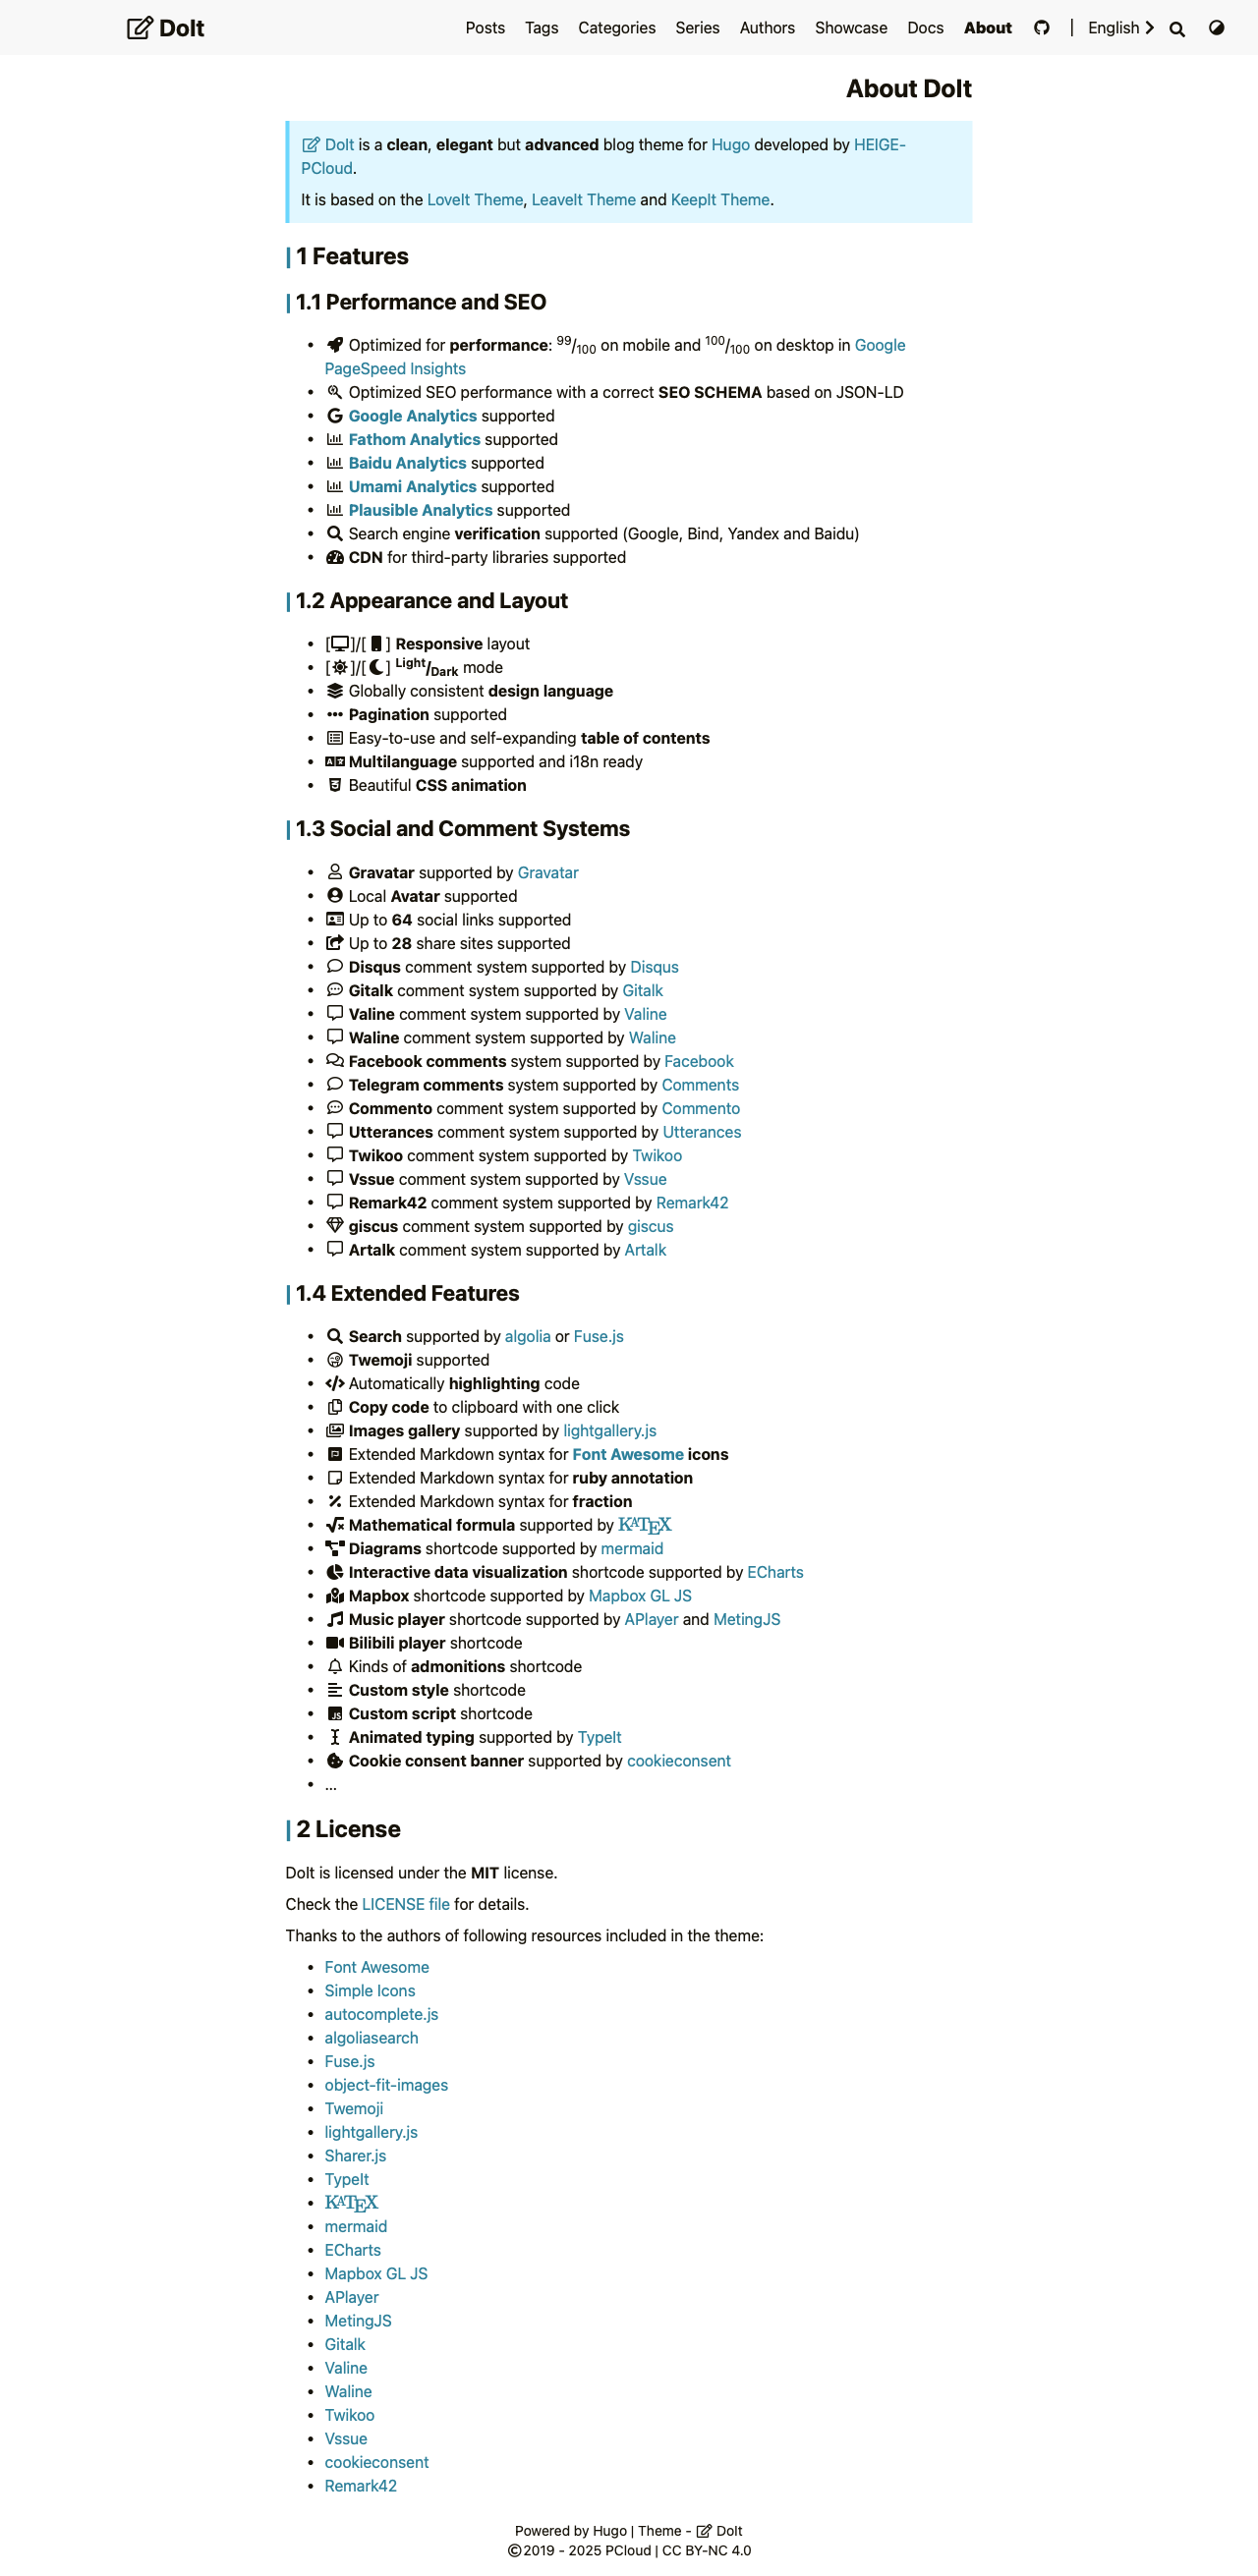 DoIt
Posts Tags Categories Series Authors Showcase Docs About | English
About DoIt
DoIt is a clean, elegant but advanced blog theme for Hugo developed by HEIGE-
PCloud.
It is based on the LoveIt Theme, LeaveIt Theme and KeepIt Theme.
1 Features
1.1 Performance and SEO
• Optimized for performance: 99/100 on mobile and 100/100 on desktop in Google
PageSpeed Insights
• Optimized SEO performance with a correct SEO SCHEMA based on JSON-LD
• Google Analytics supported
• Fathom Analytics supported
• Baidu Analytics supported
• Umami Analytics supported
• Plausible Analytics supported
• Search engine verification supported (Google, Bind, Yandex and Baidu)
• CDN for third-party libraries supported
1.2 Appearance and Layout
• []/[] Responsive layout
• []/[] Light/Dark mode
• Globally consistent design language
• Pagination supported
• Easy-to-use and self-expanding table of contents
• Multilanguage supported and i18n ready
• Beautiful CSS animation
1.3 Social and Comment Systems
• Gravatar supported by Gravatar
• Local Avatar supported
• Up to 64 social links supported
• Up to 28 share sites supported
• Disqus comment system supported by Disqus
• Gitalk comment system supported by Gitalk
• Valine comment system supported by Valine
• Waline comment system supported by Waline
• Facebook comments system supported by Facebook
• Telegram comments system supported by Comments
• Commento comment system supported by Commento
• Utterances comment system supported by Utterances
• Twikoo comment system supported by Twikoo
• Vssue comment system supported by Vssue
• Remark42 comment system supported by Remark42
• giscus comment system supported by giscus
• Artalk comment system supported by Artalk
1.4 Extended Features
• Search supported by algolia or Fuse.js
• Twemoji supported
• Automatically highlighting code
• Copy code to clipboard with one click
• Images gallery supported by lightgallery.js
• Extended Markdown syntax for Font Awesome icons
• Extended Markdown syntax for ruby annotation
• Extended Markdown syntax for fraction
• Mathematical formula supported by KATEX
• Diagrams shortcode supported by mermaid
• Interactive data visualization shortcode supported by ECharts
• Mapbox shortcode supported by Mapbox GL JS
• Music player shortcode supported by APlayer and MetingJS
• Bilibili player shortcode
• Kinds of admonitions shortcode
• Custom style shortcode
• Custom script shortcode
• Animated typing supported by TypeIt
• Cookie consent banner supported by cookieconsent
• ...
2 License
DoIt is licensed under the MIT license.
Check the LICENSE file for details.
Thanks to the authors of following resources included in the theme:
• Font Awesome
• Simple Icons
• autocomplete.js
• algoliasearch
• Fuse.js
• object-fit-images
• Twemoji
• lightgallery.js
• Sharer.js
• TypeIt
• KATEX
• mermaid
• ECharts
• Mapbox GL JS
• APlayer
• MetingJS
• Gitalk
• Valine
• Waline
• Twikoo
• Vssue
• cookieconsent
• Remark42
Powered by Hugo | Theme - DoIt
©2019 - 2025 PCloud | CC BY-NC 4.0